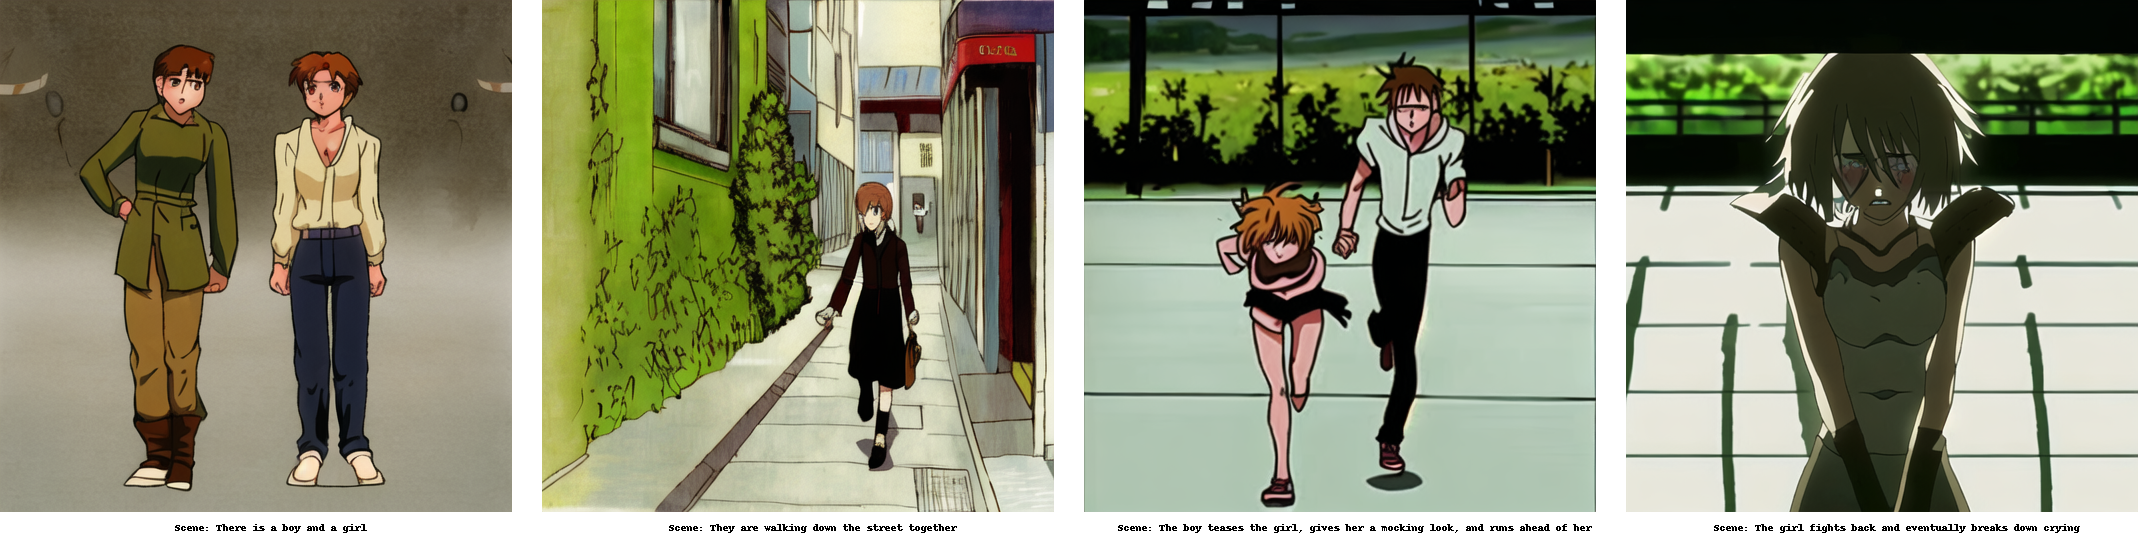 Scene: There is a boy and a girl
Scene: They are walking down the street together
Scene: The boy teases the girl, gives her a mocking look, and runs ahead of her
Scene: The girl fights back and eventually breaks down crying